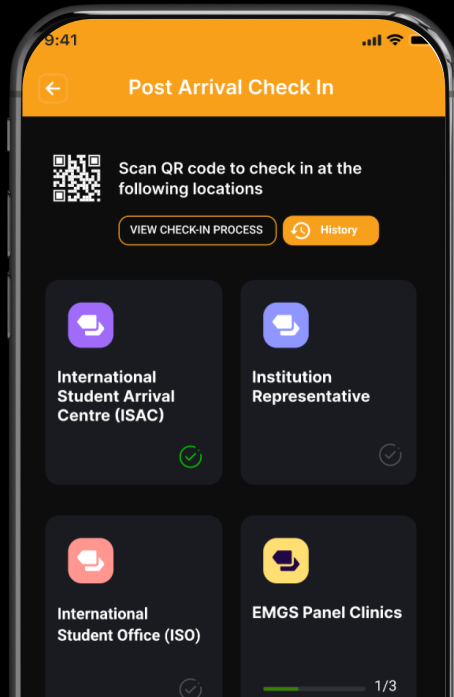 9:41
Post Arrival Check In
Scan QR code to check in at the
following locations
VIEW CHECK-IN PROCESS
History
International
Student Arrival
Centre (ISAC)
Institution
Representative
International
Student Office (ISO)
EMGS Panel Clinics
1/3